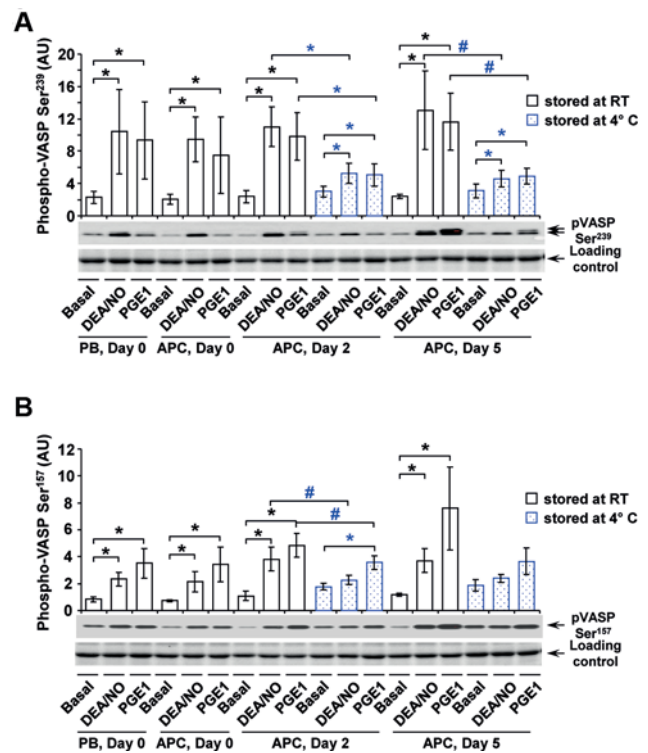 A
Phospho-VASP Ser239 (AU)
20
16
12
8
4
0
* * * * * * * * * * # * * # * *
stored at RT
stored at 4° C
pVASP
Ser239
Loading
control
Basal DEA/NO PGE1 Basal DEA/NO PGE1 Basal DEA/NO PGE1 Basal DEA/NO PGE1 Basal DEA/NO PGE1 Basal DEA/NO PGE1
PB, Day 0 APC, Day 0 APC, Day 2 APC, Day 5
B
Phospho-VASP Ser157 (AU)
12
10
8
6
4
2
0
* * * * * * # # * * *
stored at RT
stored at 4° C
pVASP
Ser157
Loading
control
Basal DEA/NO PGE1 Basal DEA/NO PGE1 Basal DEA/NO PGE1 Basal DEA/NO PGE1 Basal DEA/NO PGE1 Basal DEA/NO PGE1
PB, Day 0 APC, Day 0 APC, Day 2 APC, Day 5